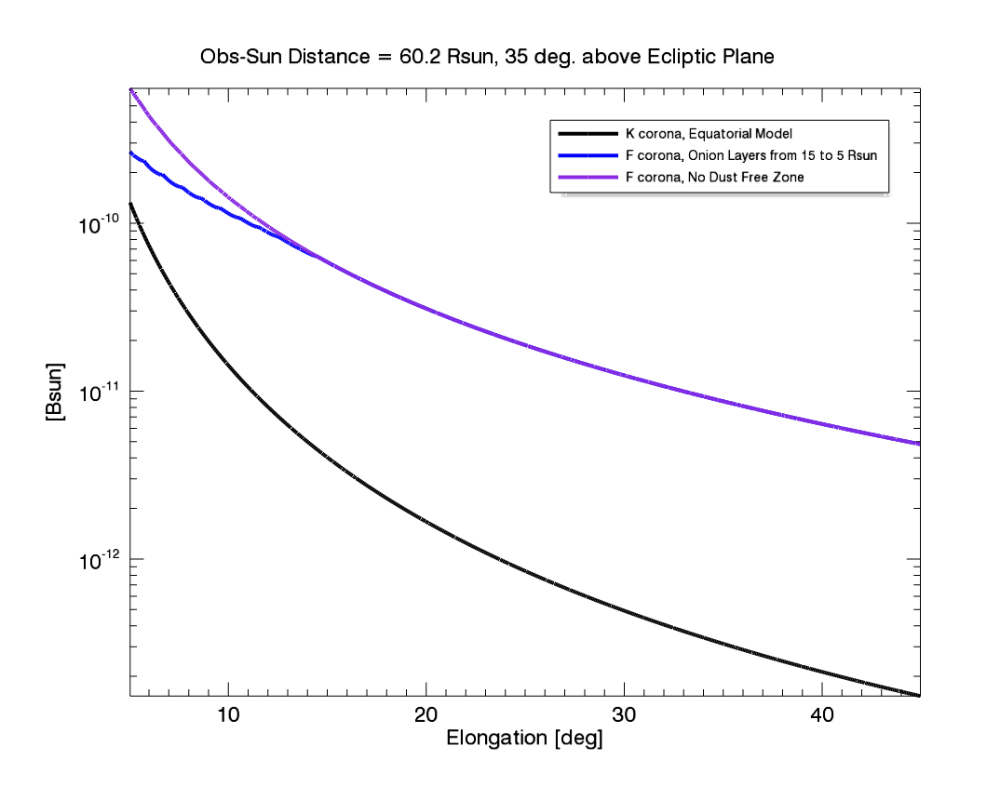 Obs-Sun Distance = 60.2 Rsun, 35 deg. above Ecliptic Plane
K corona, Equatorial Model
F corona, Onion Layers from 15 to 5 Rsun
F corona, No Dust Free Zone
10⁻¹⁰
10⁻¹¹
10⁻¹²
[Bsun]
10 20 30 40
Elongation [deg]